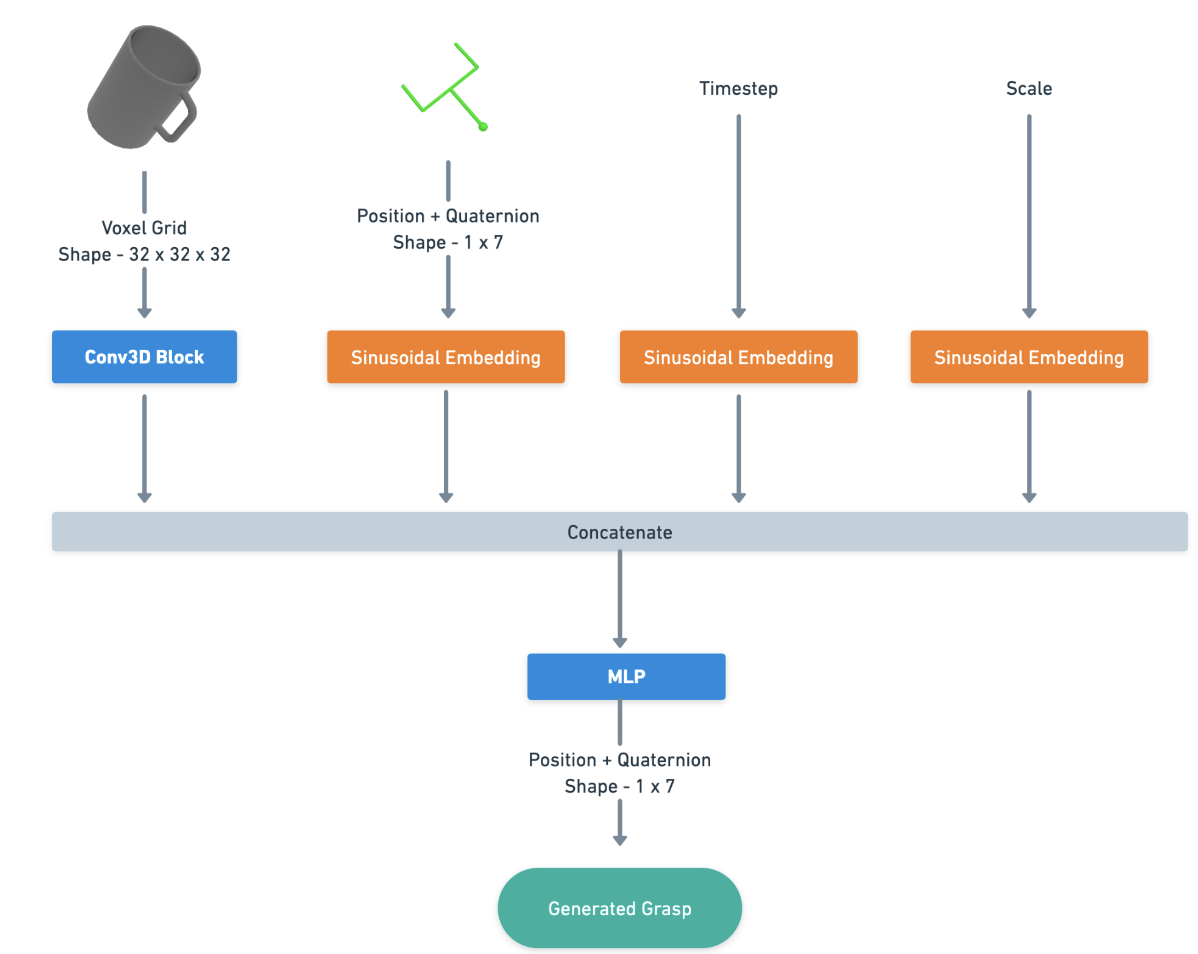 Timestep
Scale
Position + Quaternion
Shape - 1 x 7
Voxel Grid
Shape - 32 x 32 x 32
Conv3D Block
Sinusoidal Embedding
Sinusoidal Embedding
Sinusoidal Embedding
Concatenate
MLP
Position + Quaternion
Shape - 1 x 7
Generated Grasp